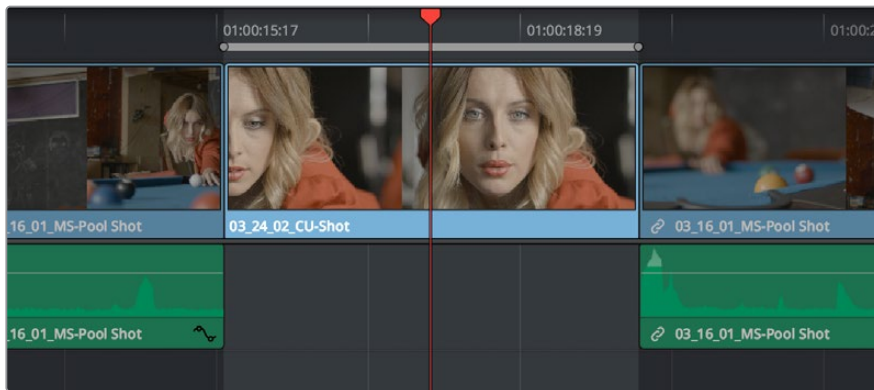 01:00:15:17
01:00:18:19
01:00:2
_16_01_MS-Pool Shot
03_24_02_CU-Shot
03_16_01_MS-Pool Shot
_16_01_MS-Pool Shot
03_16_01_MS-Pool Shot